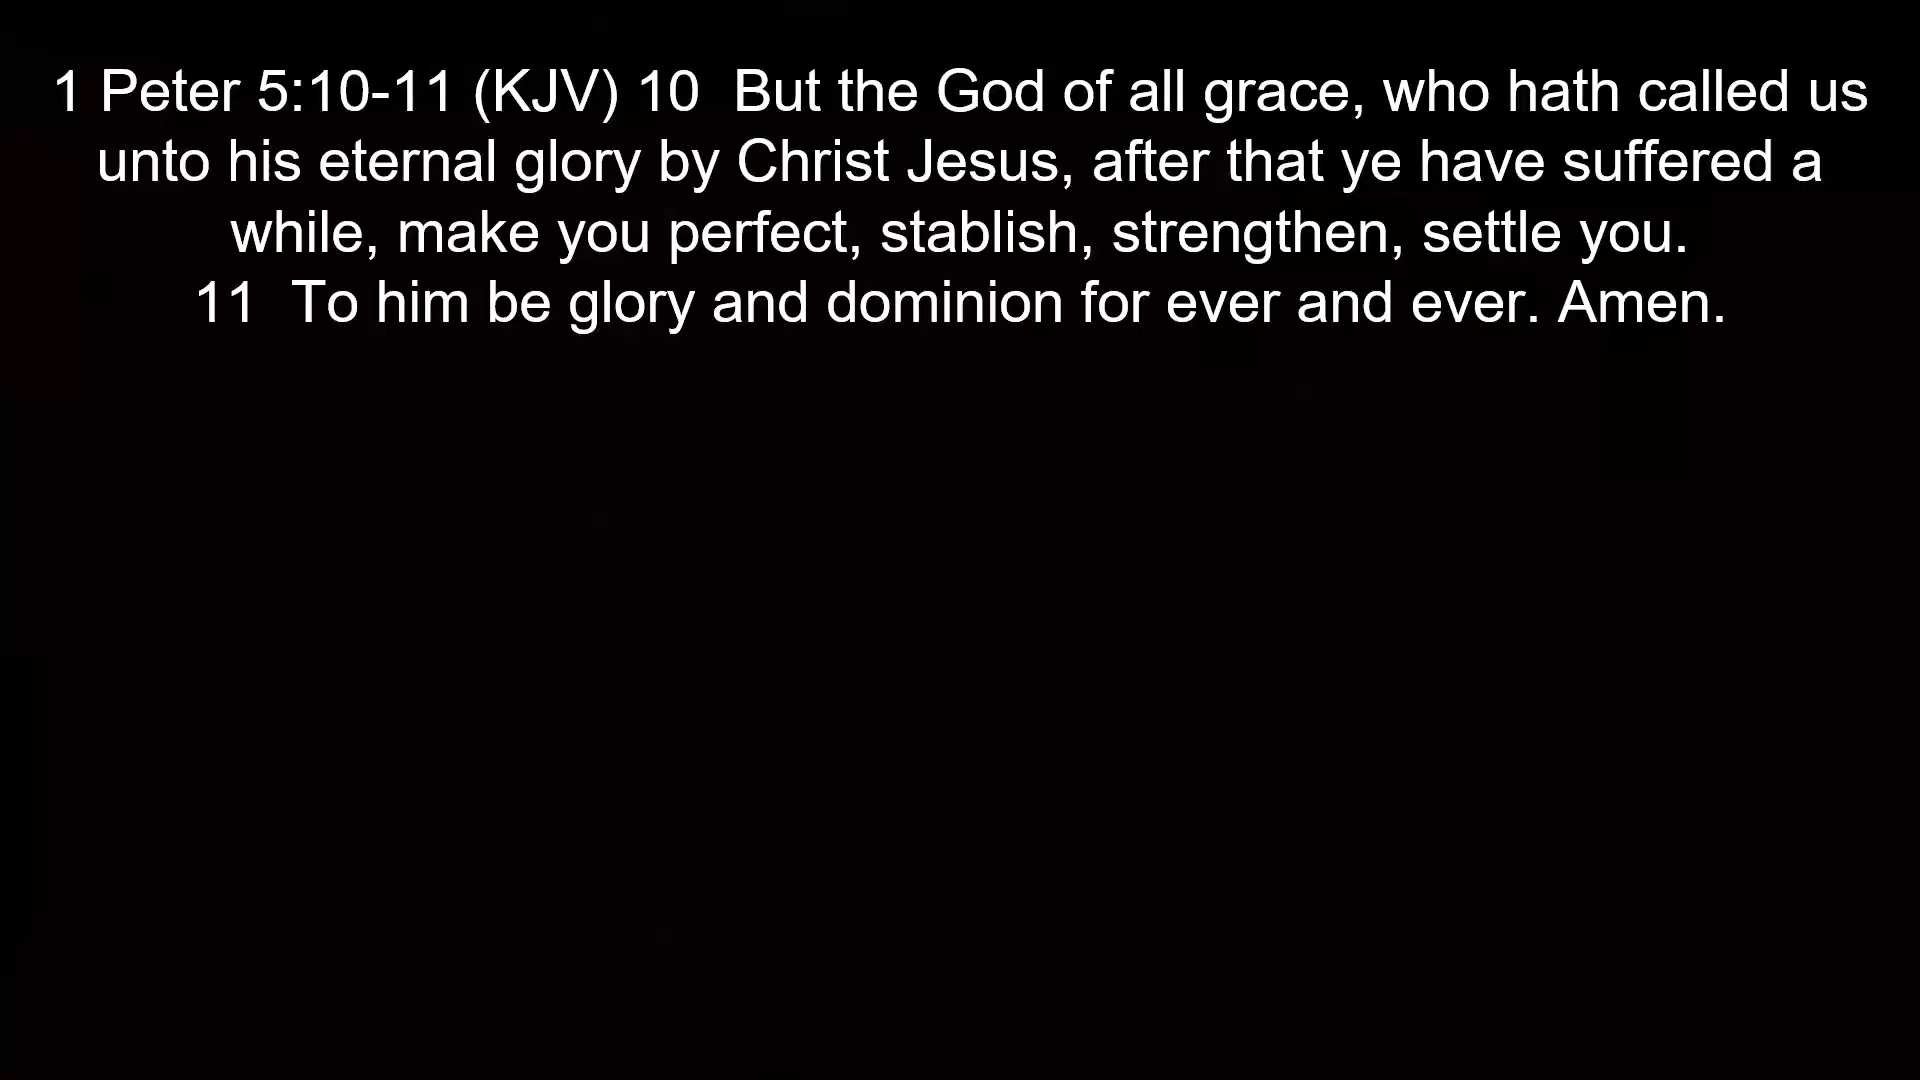 1 Peter 5:10-11 (KJV) 10  But the God of all grace, who hath called us
unto his eternal glory by Christ Jesus, after that ye have suffered a
while, make you perfect, stablish, strengthen, settle you.
11  To him be glory and dominion for ever and ever. Amen.